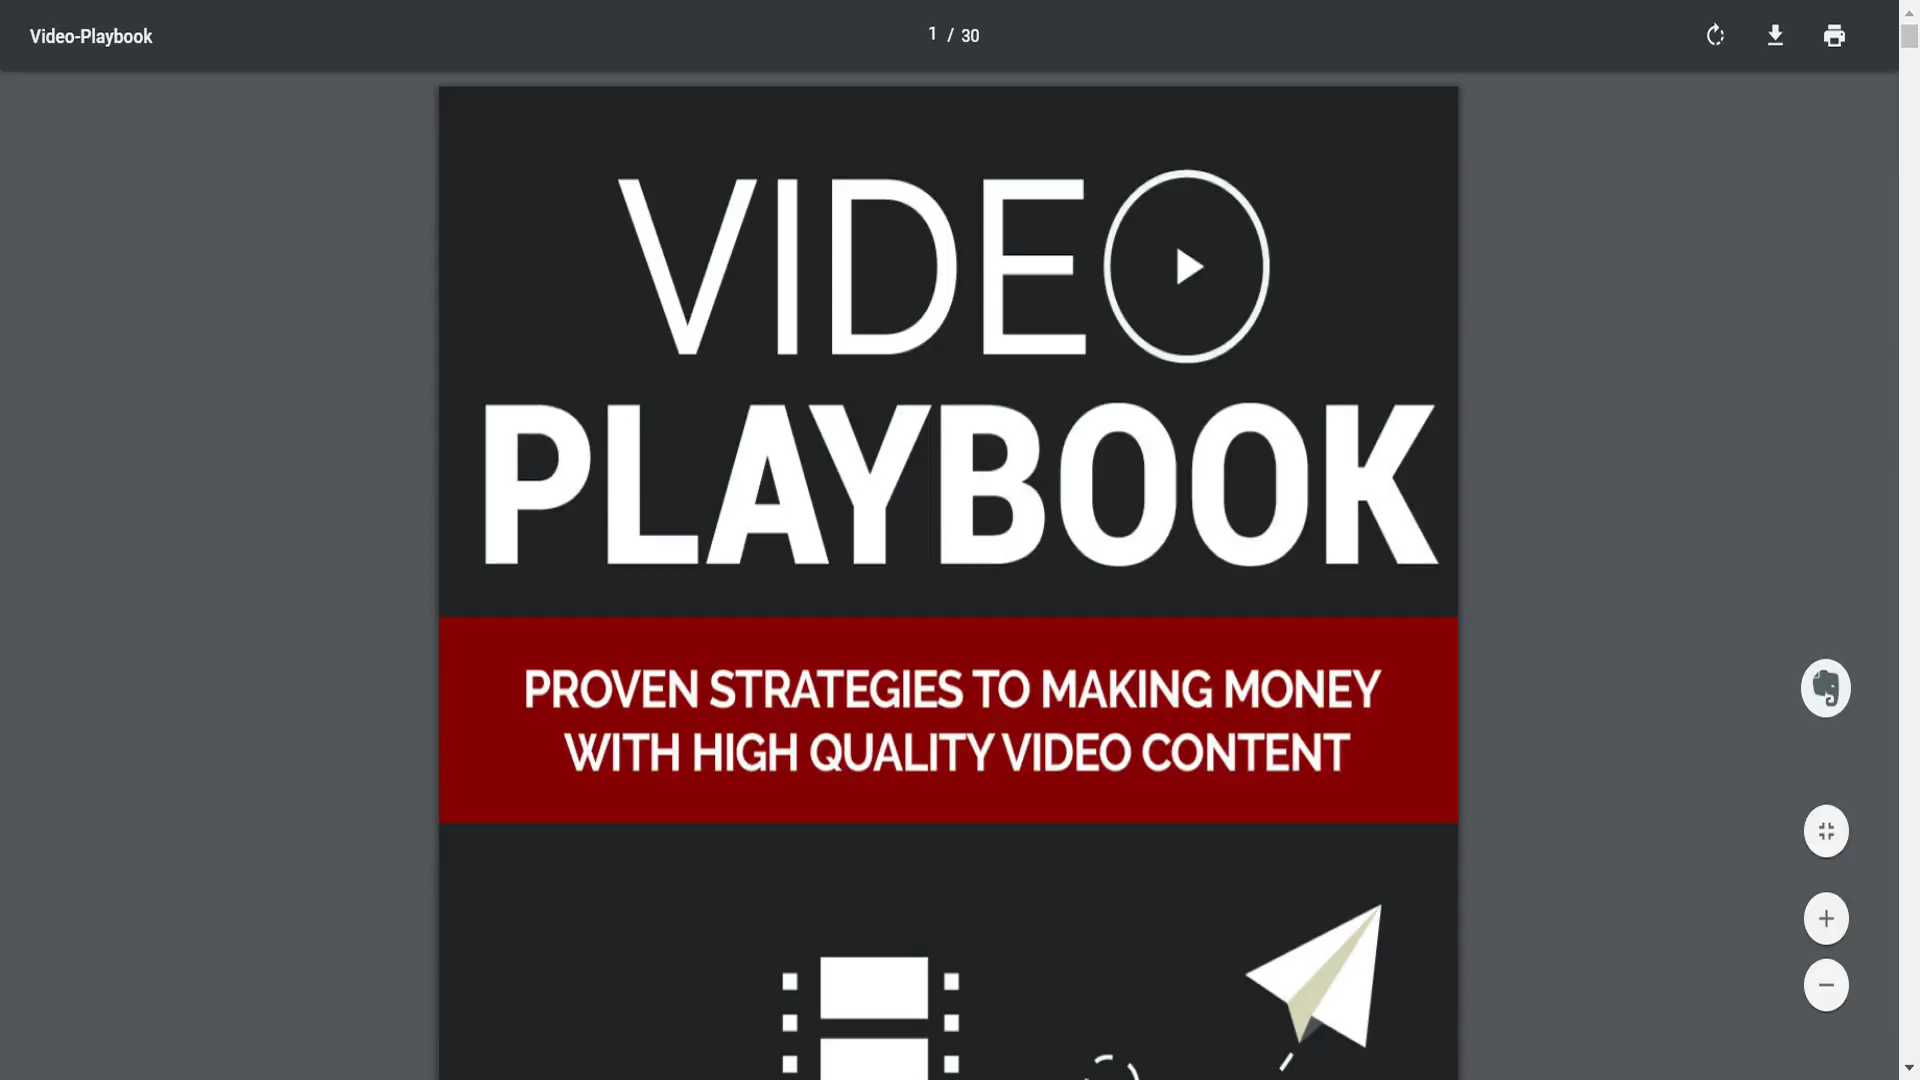 Video-Playbook
1 / 30
VIDEO
PLAYBOOK
PROVEN STRATEGIES TO MAKING MONEY
WITH HIGH QUALITY VIDEO CONTENT